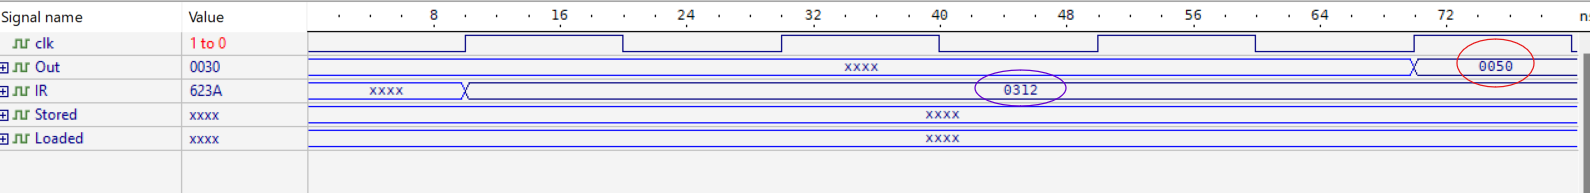 Signal name Value 8 16 24 32 40 48 56 64 72 n
clk 1 to 0
Out 0030 xxxx 0050
IR 623A xxxx 0312
Stored xxxx xxxx
Loaded xxxx xxxx